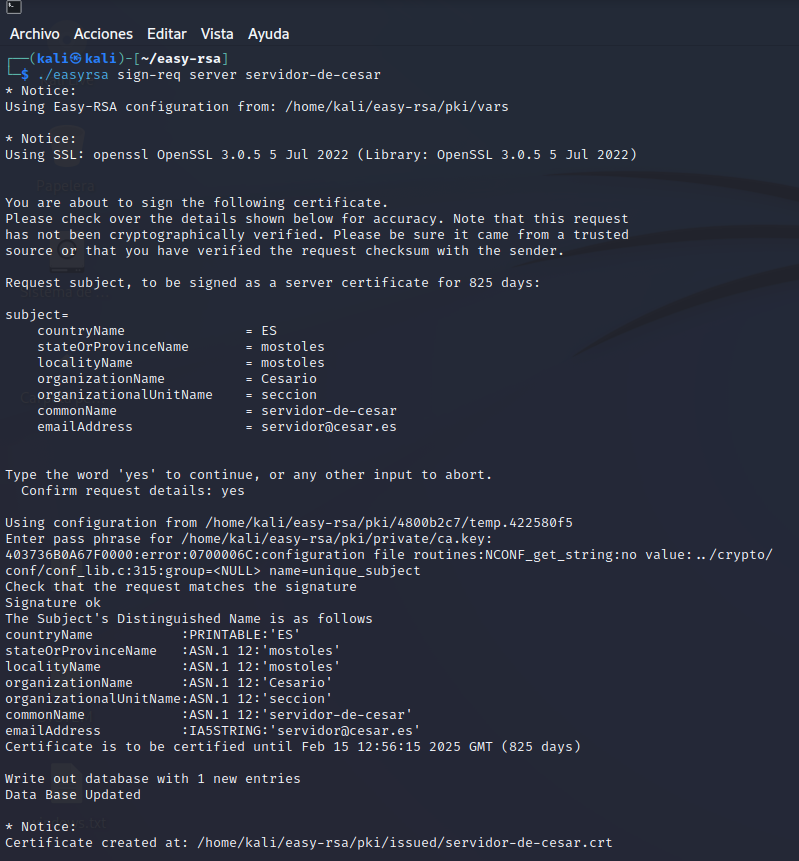 Archivo Acciones Editar Vista Ayuda
┌──(kali㉿kali)-[~/easy-rsa]
└─$ ./easyrsa sign-req server servidor-de-cesar
* Notice:
Using Easy-RSA configuration from: /home/kali/easy-rsa/pki/vars
* Notice:
Using SSL: openssl OpenSSL 3.0.5 5 Jul 2022 (Library: OpenSSL 3.0.5 5 Jul 2022)
You are about to sign the following certificate.
Please check over the details shown below for accuracy. Note that this request
has not been cryptographically verified. Please be sure it came from a trusted
source or that you have verified the request checksum with the sender.
Request subject, to be signed as a server certificate for 825 days:
subject=
    countryName               = ES
    stateOrProvinceName       = mostoles
    localityName              = mostoles
    organizationName          = Cesario
    organizationalUnitName    = seccion
    commonName                = servidor-de-cesar
    emailAddress              = servidor@cesar.es
Type the word 'yes' to continue, or any other input to abort.
  Confirm request details: yes
Using configuration from /home/kali/easy-rsa/pki/4800b2c7/temp.422580f5
Enter pass phrase for /home/kali/easy-rsa/pki/private/ca.key:
403736B0A67F0000:error:0700006C:configuration file routines:NCONF_get_string:no value:../crypto/
conf/conf_lib.c:315:group=<NULL> name=unique_subject
Check that the request matches the signature
Signature ok
The Subject's Distinguished Name is as follows
countryName           :PRINTABLE:'ES'
stateOrProvinceName   :ASN.1 12:'mostoles'
localityName          :ASN.1 12:'mostoles'
organizationName      :ASN.1 12:'Cesario'
organizationalUnitName:ASN.1 12:'seccion'
commonName            :ASN.1 12:'servidor-de-cesar'
emailAddress          :IA5STRING:'servidor@cesar.es'
Certificate is to be certified until Feb 15 12:56:15 2025 GMT (825 days)
Write out database with 1 new entries
Data Base Updated
* Notice:
Certificate created at: /home/kali/easy-rsa/pki/issued/servidor-de-cesar.crt